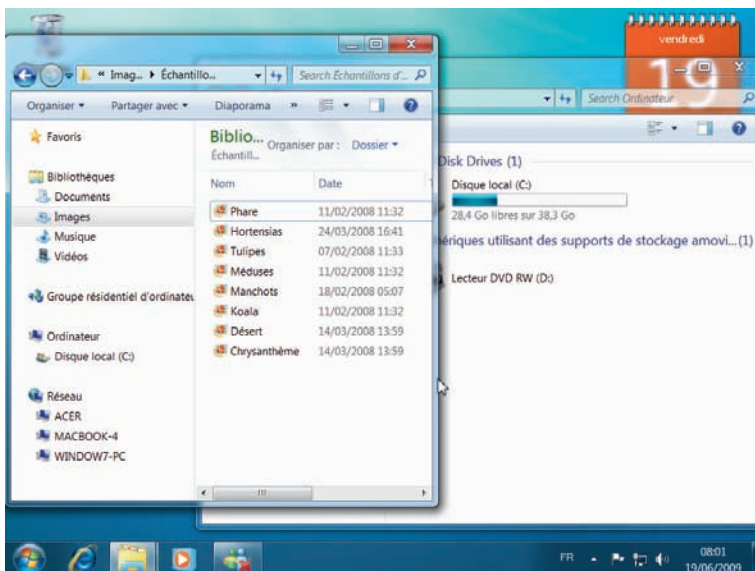 vendredi
19
« Imag... ▸ Échantillo...
Search Échantillons d'...
Organiser
Partager avec
Diaporama
»
Favoris
Bibliothèques
Documents
Images
Musique
Vidéos
Groupe résidentiel d'ordinateu
Ordinateur
Disque local (C:)
Réseau
ACER
MACBOOK-4
WINDOW7-PC
Biblio...
Échantill...
Organiser par : Dossier
Nom Date
Phare 11/02/2008 11:32
Hortensias 24/03/2008 16:41
Tulipes 07/02/2008 11:33
Méduses 11/02/2008 11:32
Manchots 18/02/2008 05:07
Koala 11/02/2008 11:32
Désert 14/03/2008 13:59
Chrysanthème 14/03/2008 13:59
Search Ordinateur
Disk Drives (1)
Disque local (C:)
28,4 Go libres sur 38,3 Go
ériques utilisant des supports de stockage amovi...(1)
Lecteur DVD RW (D:)
FR
08:01
19/06/2009